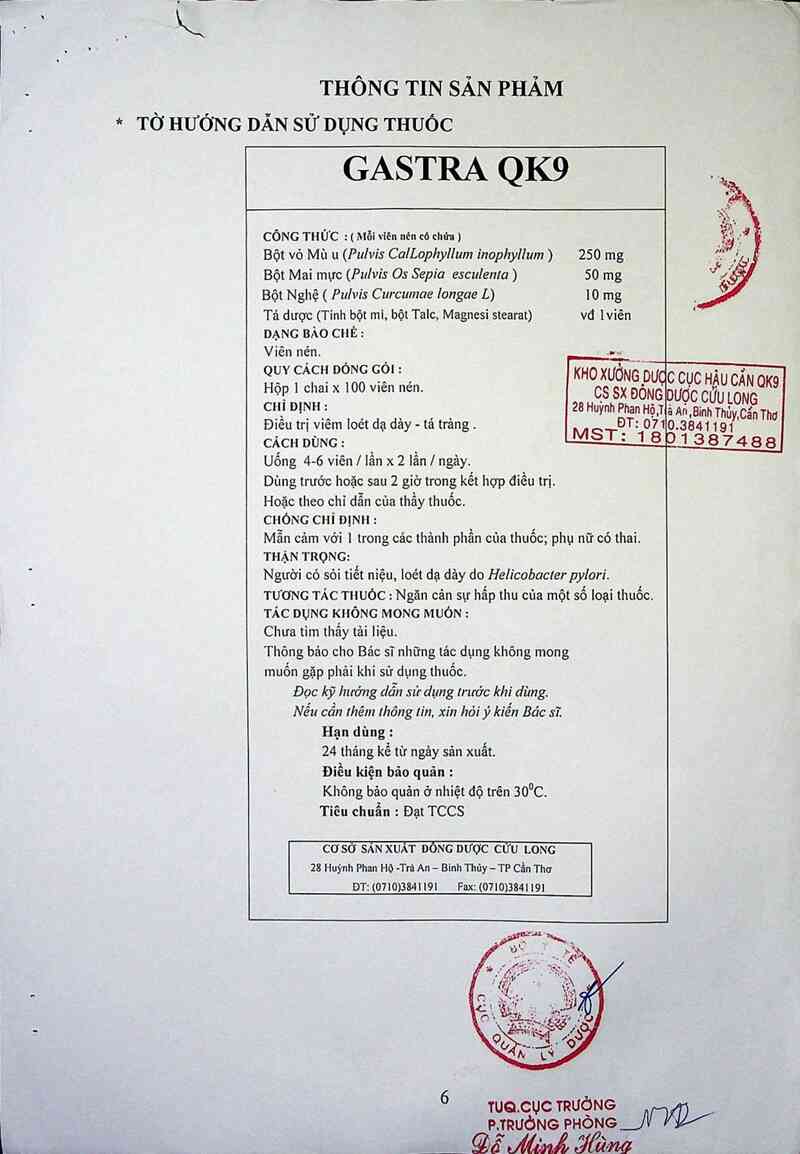 THÔNG TIN SẢN PHẨM
* TỜ HƯỚNG DẪN SỬ DỤNG THUỐC
GASTRA QK9
CÔNG THỨC : ( Mỗi viên nén có chứa )
Bột vỏ Mù u (Pulvis CalLophyllum inophyllum ) 250 mg
Bột Mai mực (Pulvis Os Sepia esculenta ) 50 mg
Bột Nghệ ( Pulvis Curcumae longae L) 10 mg
Tá dược (Tinh bột mì, bột Talc, Magnesi stearat) vđ 1viên
DẠNG BÀO CHẾ :
Viên nén.
QUY CÁCH ĐÓNG GÓI :
Hộp 1 chai x 100 viên nén.
CHỈ ĐỊNH :
Điều trị viêm loét dạ dày - tá tràng .
CÁCH DÙNG :
Uống 4-6 viên / lần x 2 lần / ngày.
Dùng trước hoặc sau 2 giờ trong kết hợp điều trị.
Hoặc theo chỉ dẫn của thầy thuốc.
CHỐNG CHỈ ĐỊNH :
Mẫn cảm với 1 trong các thành phần của thuốc; phụ nữ có thai.
THẬN TRỌNG:
Người có sỏi tiết niệu, loét dạ dày do Helicobacter pylori.
TƯƠNG TÁC THUỐC : Ngăn cản sự hấp thu của một số loại thuốc.
TÁC DỤNG KHÔNG MONG MUỐN :
Chưa tìm thấy tài liệu.
Thông báo cho Bác sĩ những tác dụng không mong
muốn gặp phải khi sử dụng thuốc.
Đọc kỹ hướng dẫn sử dụng trước khi dùng.
Nếu cần thêm thông tin, xin hỏi ý kiến Bác sĩ.
Hạn dùng :
24 tháng kể từ ngày sản xuất.
Điều kiện bảo quản :
Không bảo quản ở nhiệt độ trên 30⁰C.
Tiêu chuẩn : Đạt TCCS
CƠ SỞ SẢN XUẤT ĐÔNG DƯỢC CỬU LONG
28 Huỳnh Phan Hộ -Trà An – Bình Thủy – TP Cần Thơ
ĐT: (0710)3841191 Fax: (0710)3841191
KHO XƯỞNG DƯỢC CỤC HẬU CẦN QK9
CS SX ĐÔNG DƯỢC CỬU LONG
28 Huỳnh Phan Hộ,Trà An,Bình Thủy,Cần Thơ
ĐT: 0710.3841191
MST: 1801387488
BỘ Y TẾ
CỤC QUẢN LÝ DƯỢC
6
TUQ.CỤC TRƯỞNG
P.TRƯỞNG PHÒNG
Đỗ Minh Hùng